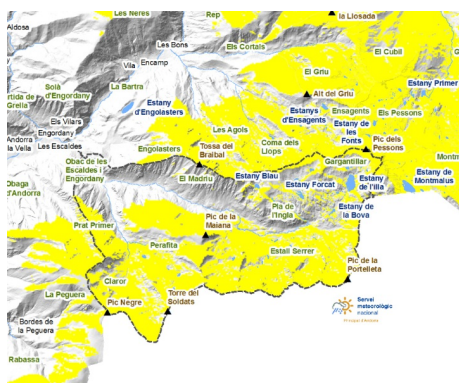 Les Neres
Rep
la Llosada
Aldosa
Les Bons
Els Cortals
El Cubil
Vila
Encamp
El Griu
Solà
d'Engordany
La Bartra
Alt del Griu
Estany Primer
rtida de
Grella
Estany
d'Engolasters
Estanys
d'Ensagents
Ensagents
Els Pessons
Els Vilars
Engordany
Estany de
les
Fonts
Andorra
la Vella
Les Escaldes
Les Agols
Coma dels
Llops
Pic dels
Pessons
Engolasters
Tossa del
Braibal
Gargantillar
Montm
Obac de les
Escaldes i
Engordany
El Madriu
Estany Blau
Estany Forcat
Estany
de l'illa
Estany de
Montmalus
Obaga
d'Andorra
Pla de
l'Ingla
Estany de
la Bova
Prat Primer
Pic de la
Maiana
Perafita
Estall Serrer
Pic de la
Portelleta
Claror
La Peguera
Pic Negre
Torre del
Soldats
Bordes de
la Peguera
Rabassa
Servei
meteorològic
nacional
Principat d'Andorra